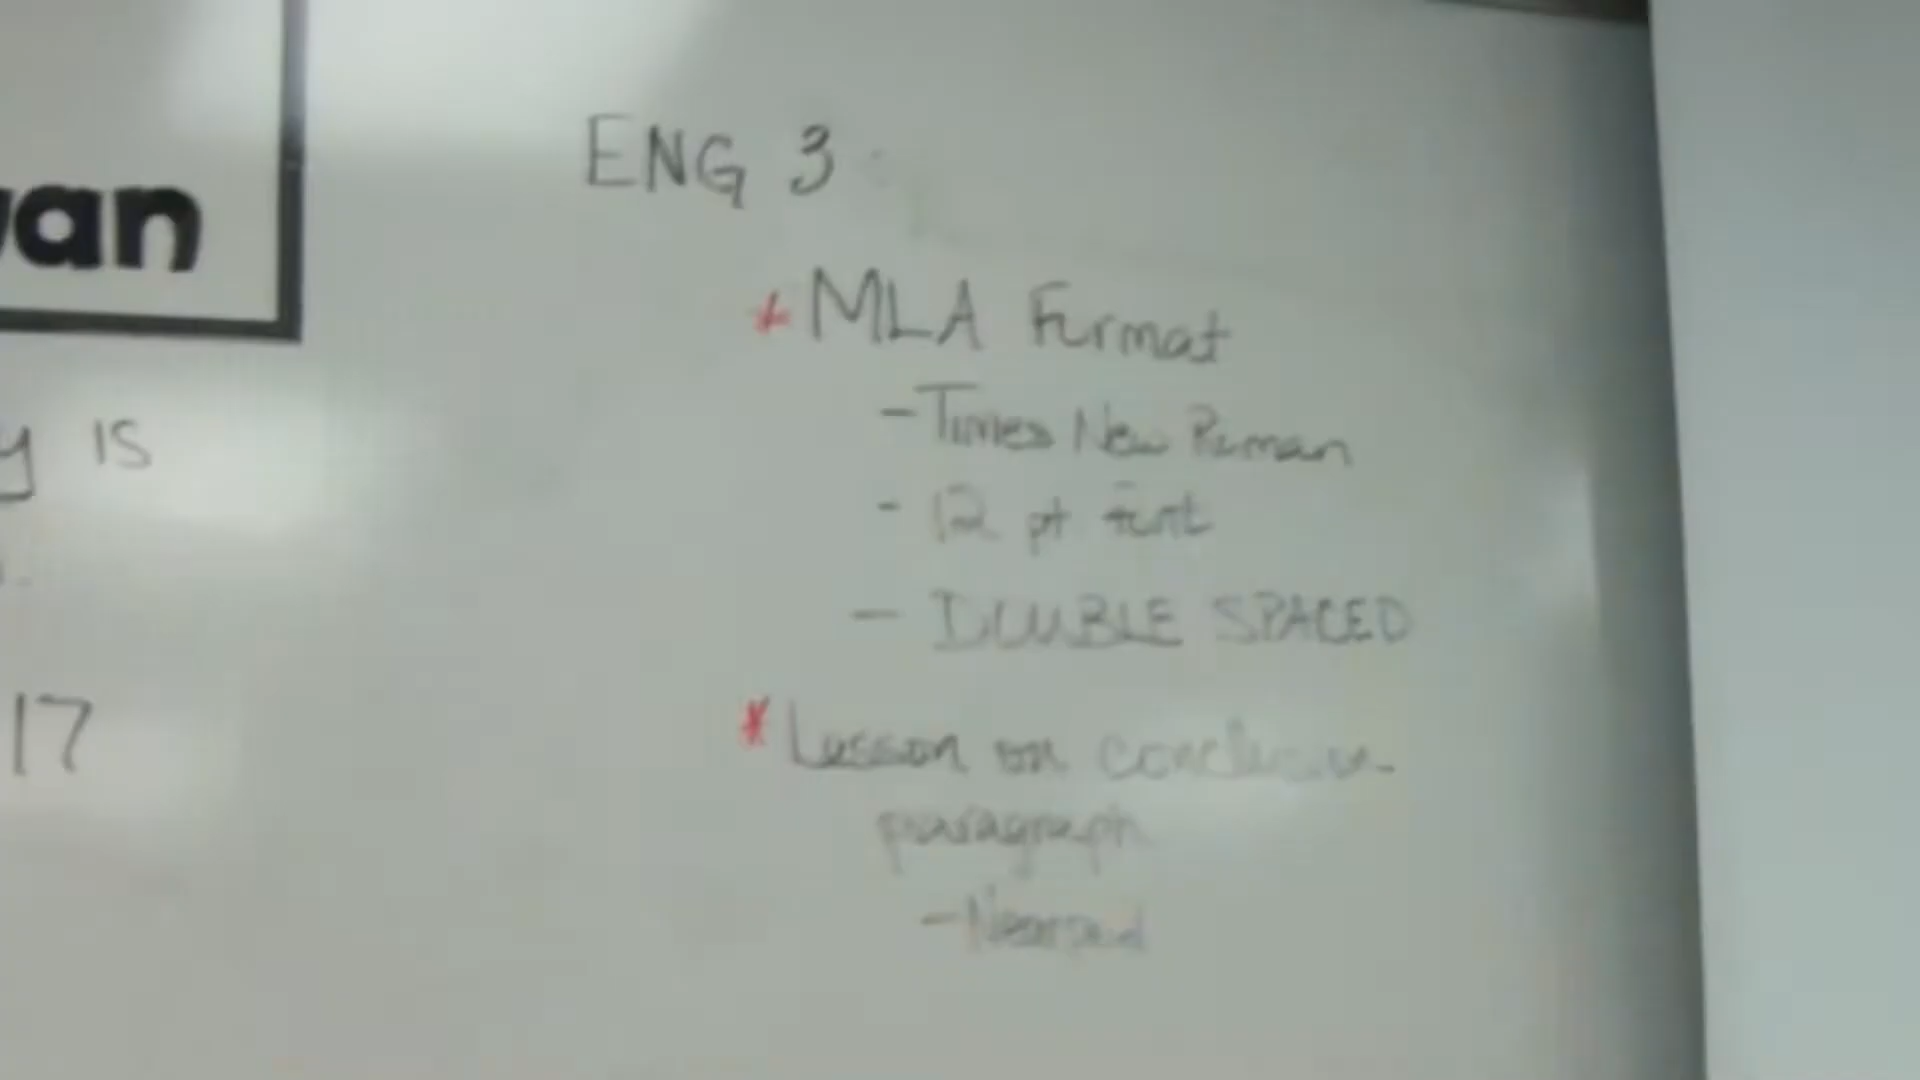 an
ENG 3
* MLA Format
- Times New Roman
- 12 pt font
y is
- DOUBLE SPACED
17
* Lesson on conclusion
paragraph
- Nearpod